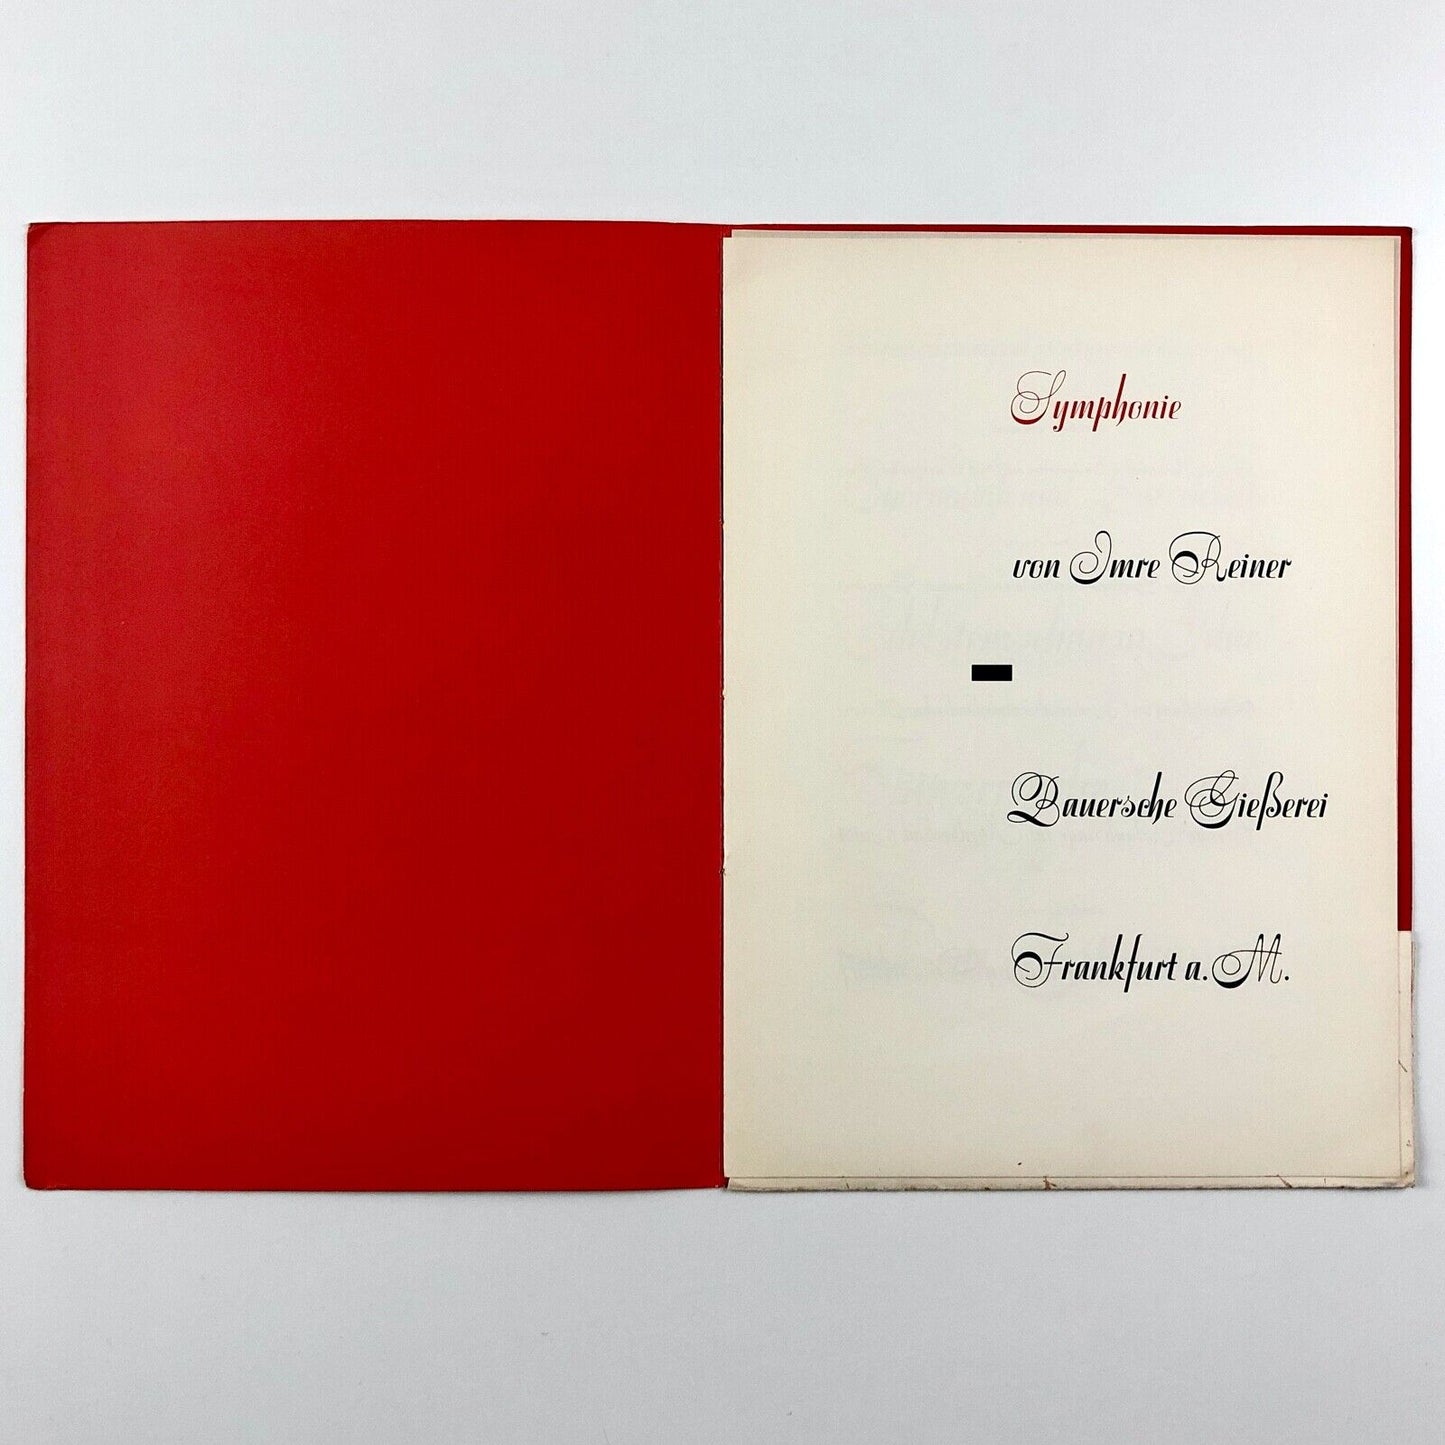 Symphonie
von Imre Reiner
Bauersche Gießerei
Frankfurt a. M.